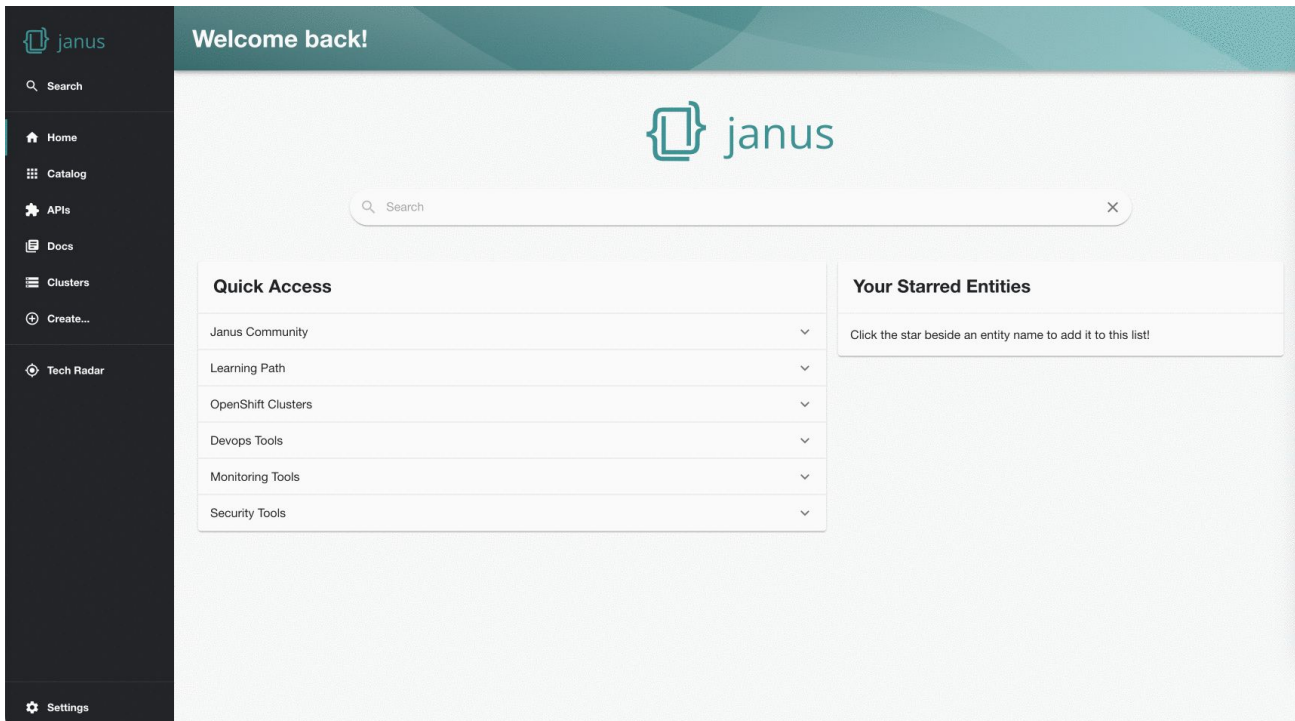 janus
Search
Home
Catalog
APIs
Docs
Clusters
Create...
Tech Radar
Settings
Welcome back!
janus
Search
Quick Access
Janus Community
Learning Path
OpenShift Clusters
Devops Tools
Monitoring Tools
Security Tools
Your Starred Entities
Click the star beside an entity name to add it to this list!